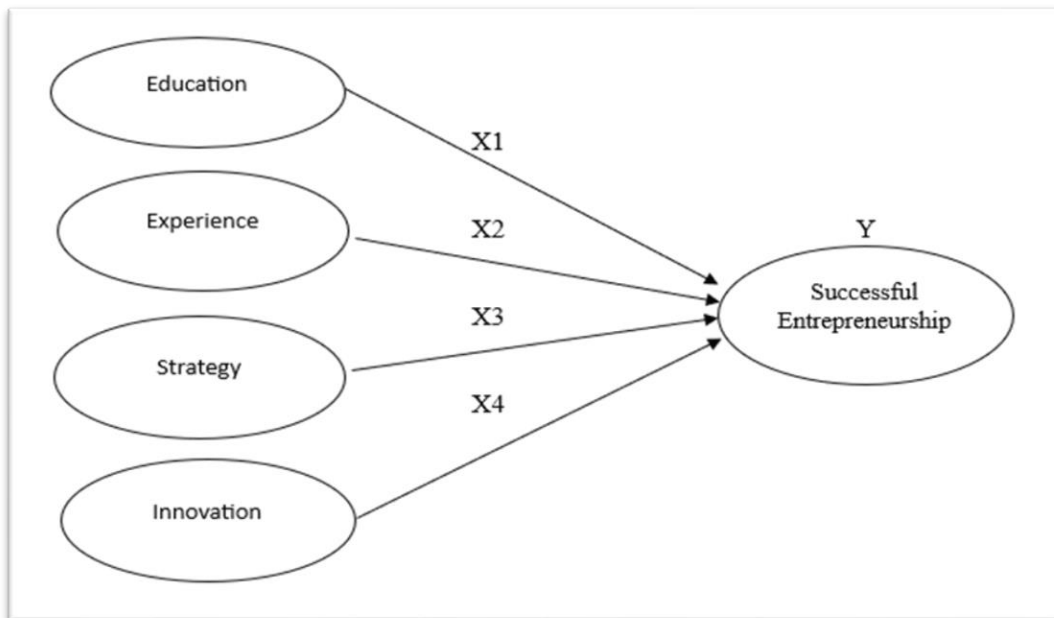 Education
X1
Experience
X2
Y
Successful
Entrepreneurship
X3
Strategy
X4
Innovation